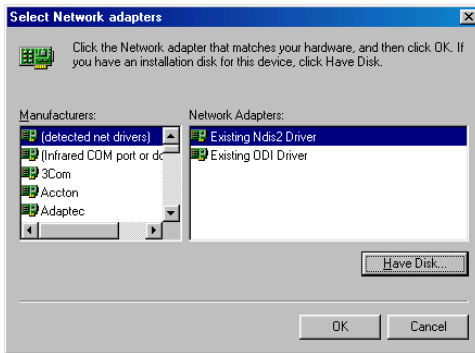 Select Network adapters
Click the Network adapter that matches your hardware, and then click OK. If
you have an installation disk for this device, click Have Disk.
Manufacturers:
(detected net drivers)
(Infrared COM port or do
3Com
Accton
Adaptec
Network Adapters:
Existing Ndis2 Driver
Existing ODI Driver
Have Disk...
OK
Cancel